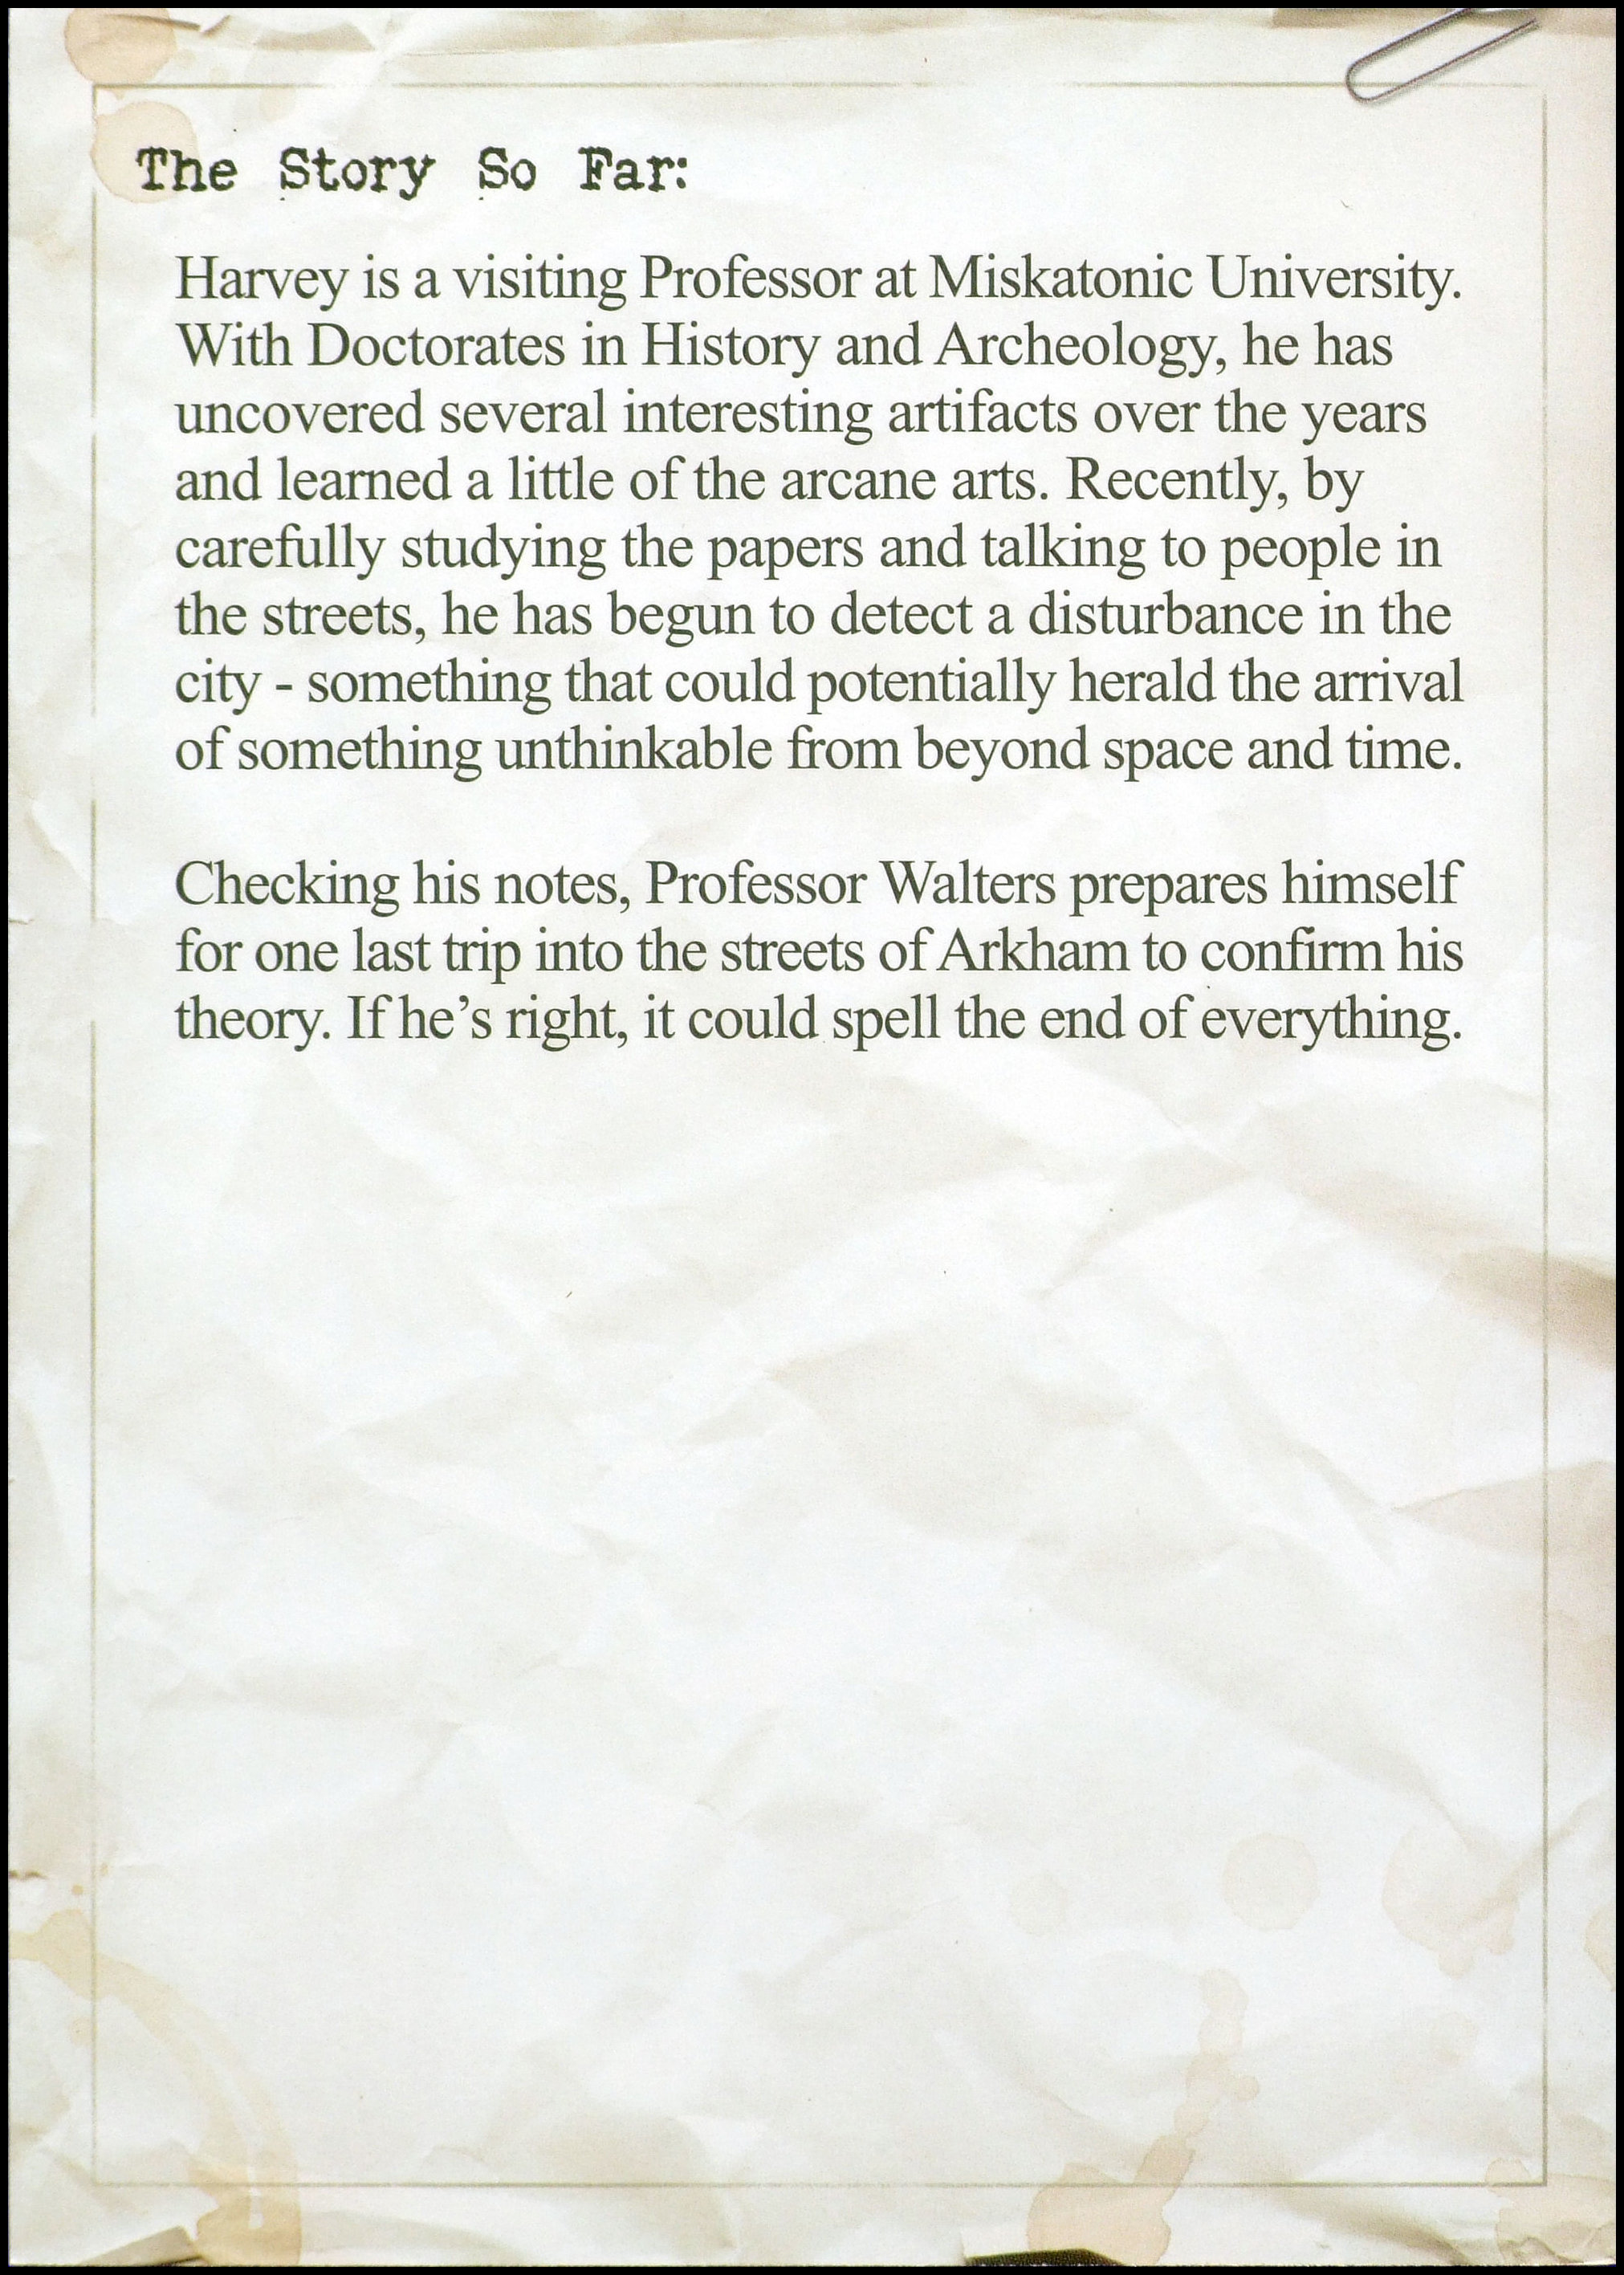 The Story So Far:
Harvey is a visiting Professor at Miskatonic University.
With Doctorates in History and Archeology, he has
uncovered several interesting artifacts over the years
and learned a little of the arcane arts. Recently, by
carefully studying the papers and talking to people in
the streets, he has begun to detect a disturbance in the
city - something that could potentially herald the arrival
of something unthinkable from beyond space and time.
Checking his notes, Professor Walters prepares himself
for one last trip into the streets of Arkham to confirm his
theory. If he's right, it could spell the end of everything.